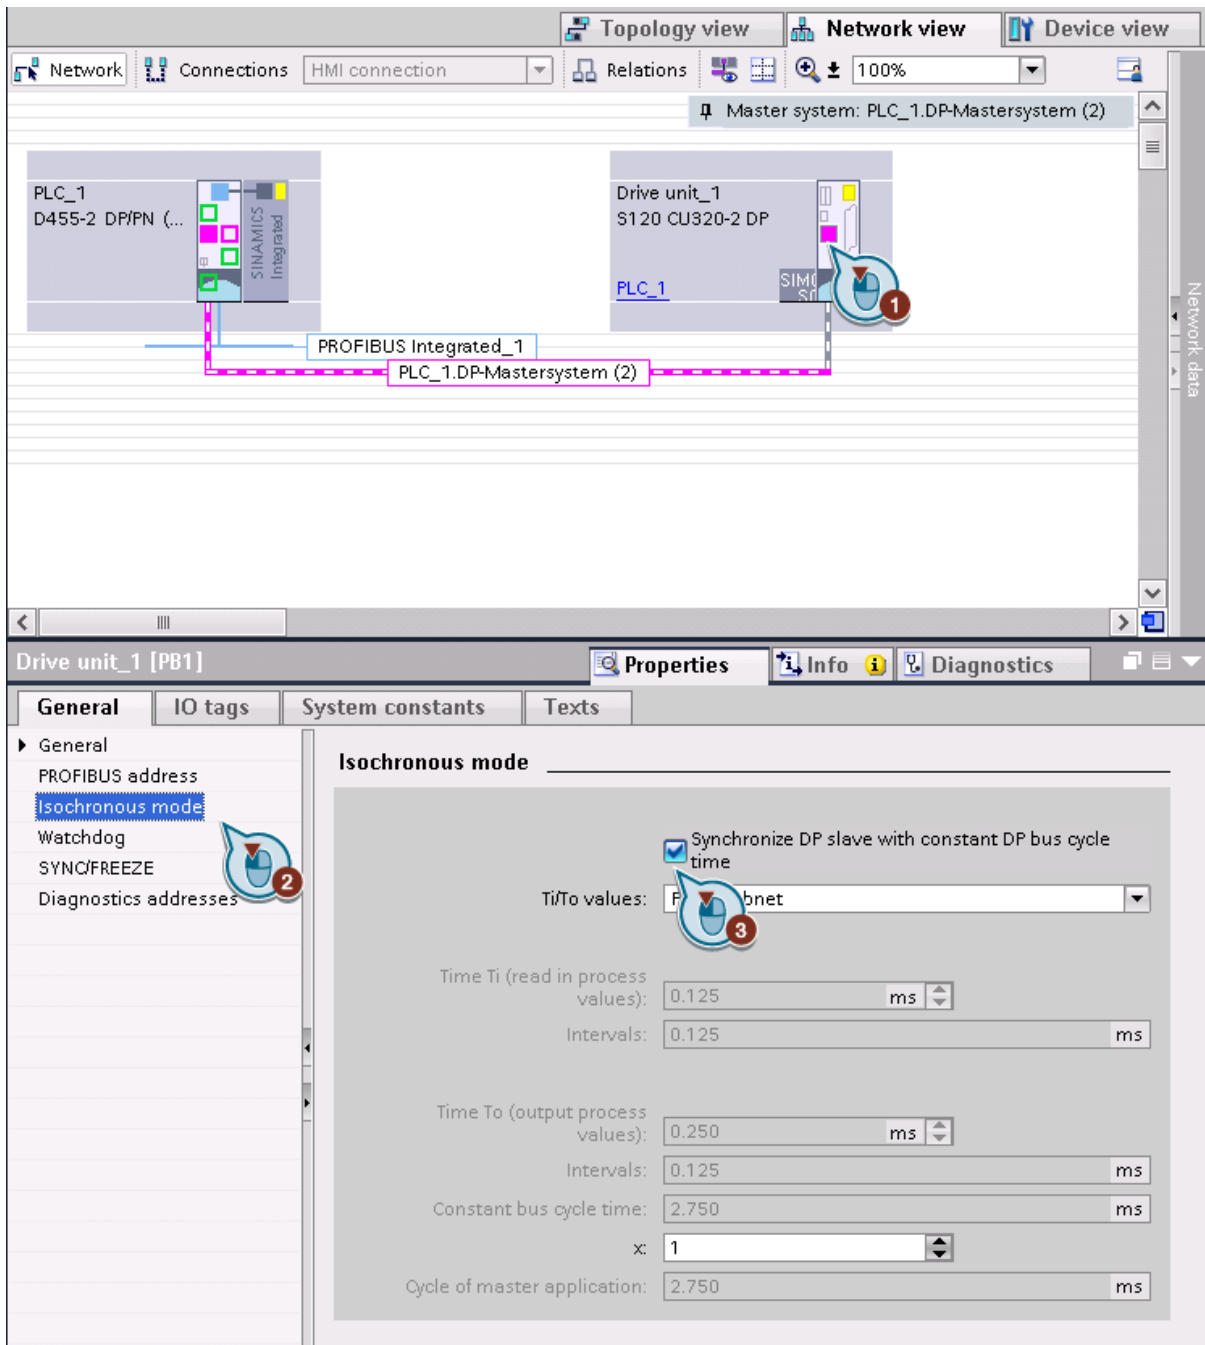 Topology view
Network view
Device view
Network
Connections
HMI connection
Relations
100%
Master system: PLC_1.DP-Mastersystem (2)
PLC_1
D455-2 DP/PN (...
SINAMICS
Integrated
Drive unit_1
S120 CU320-2 DP
PLC_1
1
PROFIBUS Integrated_1
PLC_1.DP-Mastersystem (2)
Network data
Drive unit_1 [PB1]
Properties
Info
Diagnostics
General
IO tags
System constants
Texts
General
PROFIBUS address
Isochronous mode
Watchdog
SYNC/FREEZE
Diagnostics addresses
2
Isochronous mode
Synchronize DP slave with constant DP bus cycle
time
Ti/To values:
3
Time Ti (read in process
values):
0.125 ms
Intervals: 0.125 ms
Time To (output process
values):
0.250 ms
Intervals: 0.125 ms
Constant bus cycle time: 2.750 ms
x: 1
Cycle of master application: 2.750 ms